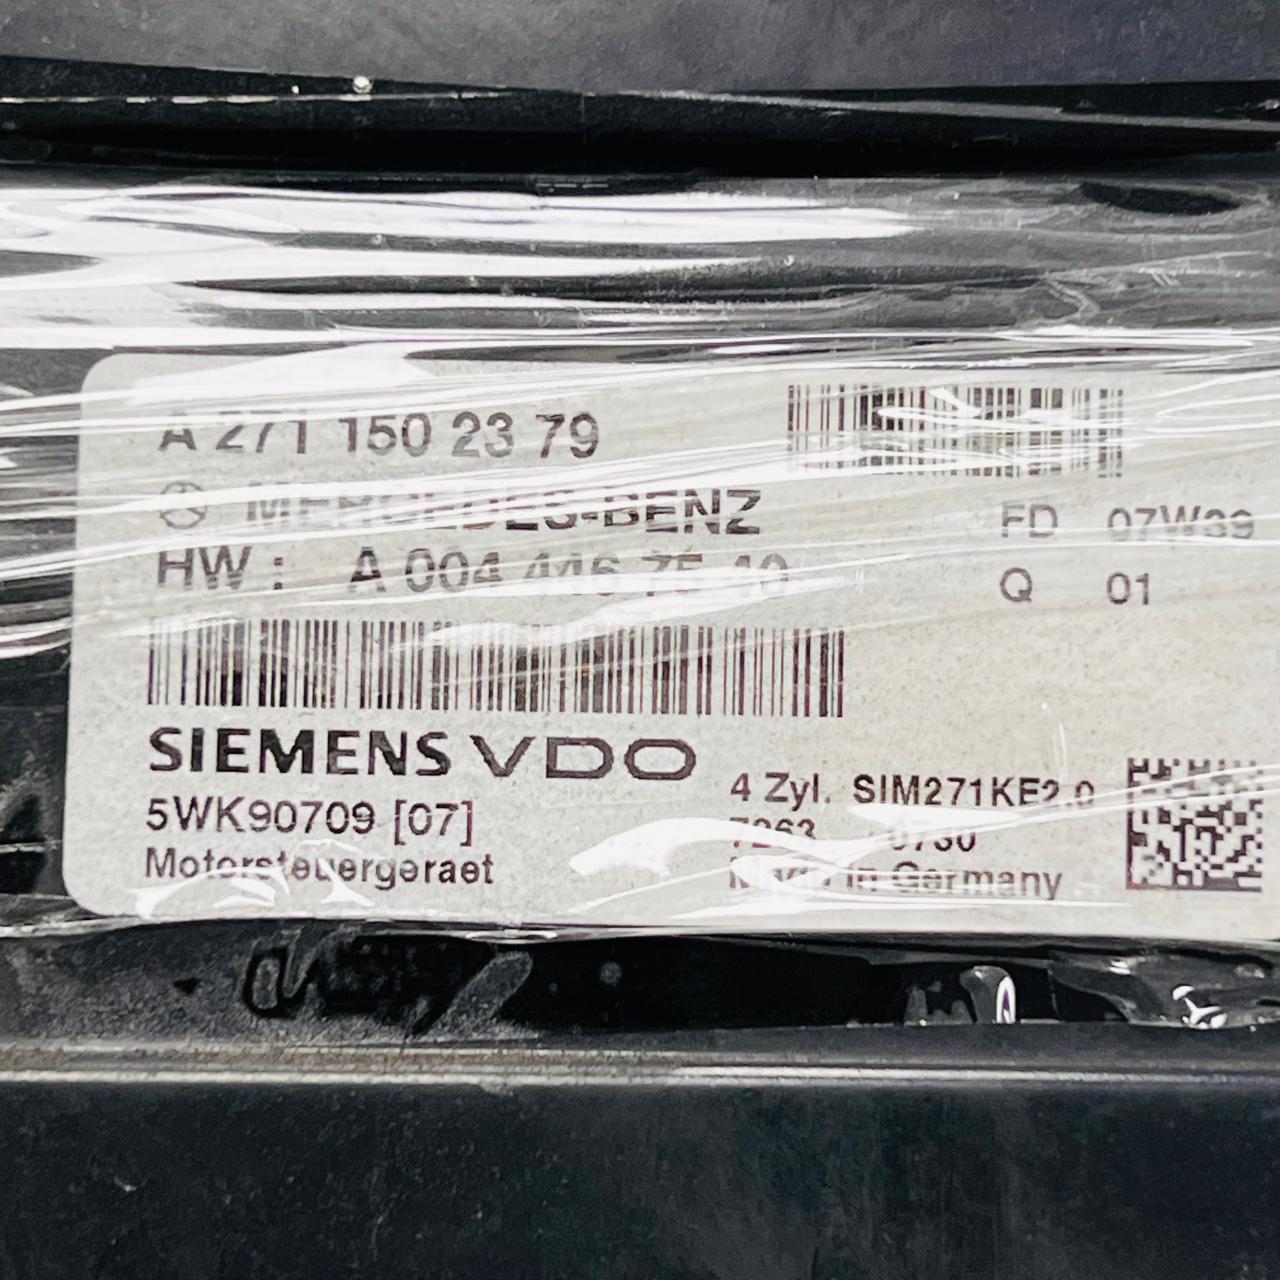 A 271 150 23 79
MERCEDES-BENZ
FD 07W39
HW : A 004 446 75 40
Q 01
SIEMENS VDO
4 Zyl. SIM271KE2.0
5WK90709 [07]
Motorsteuergeraet
Made in Germany